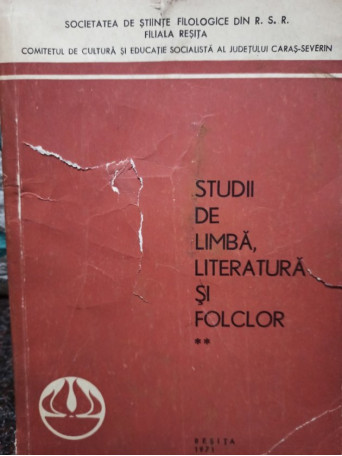 SOCIETATEA DE ȘTIINȚE FILOLOGICE DIN R. S. R.
FILIALA REȘIȚA
COMITETUL DE CULTURĂ ȘI EDUCAȚIE SOCIALISTĂ AL JUDEȚULUI CARAȘ-SEVERIN
STUDII
DE
LIMBĂ,
LITERATURĂ
ȘI
FOLCLOR
**
REȘIȚA